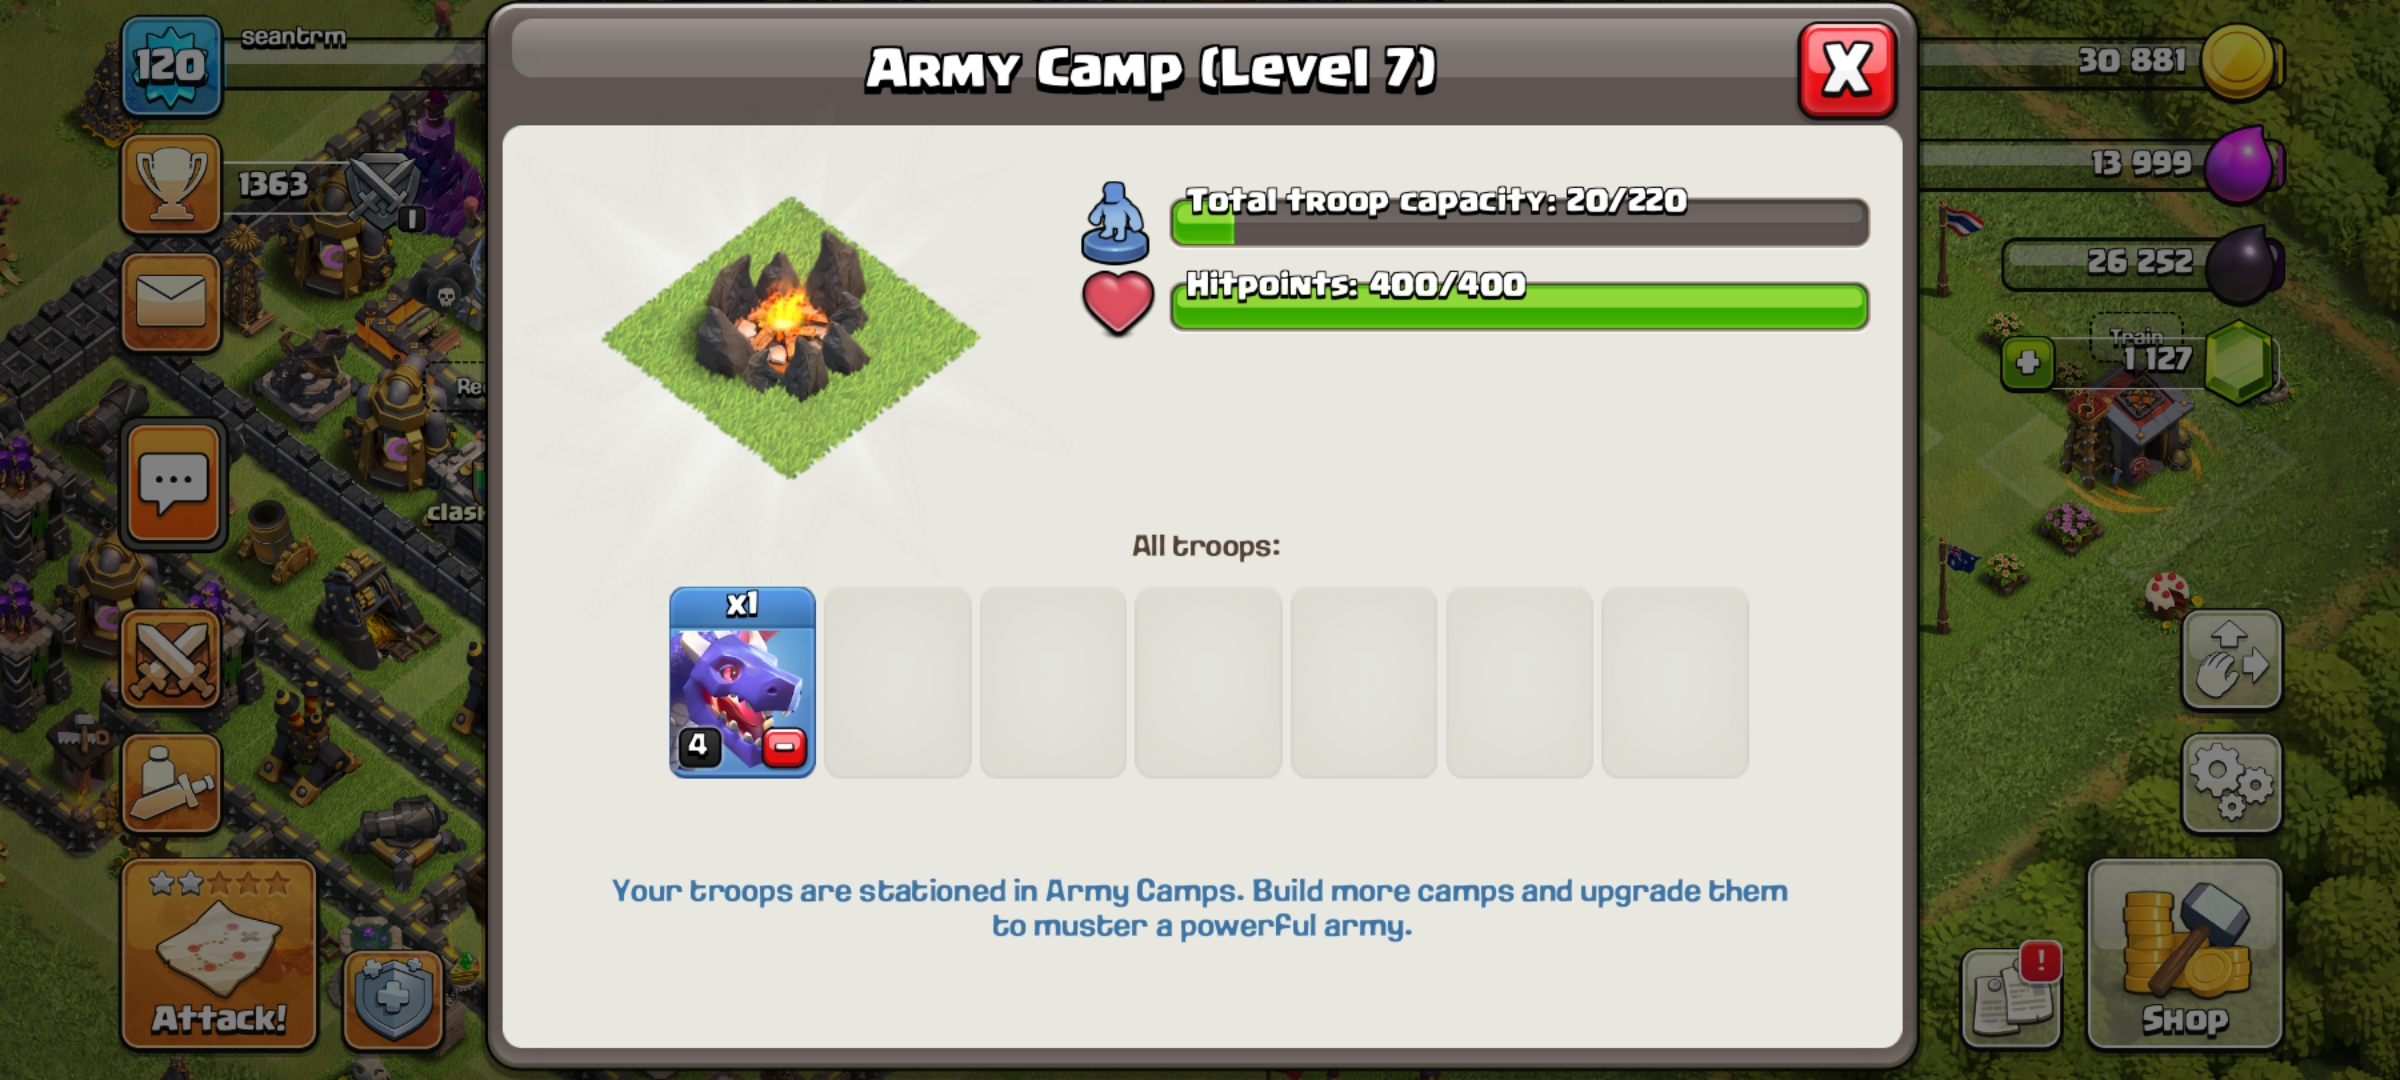 120
seantrm
Army Camp (Level 7)
X
30 881
1363
I
Total troop capacity: 20/220
13 999
Hitpoints: 400/400
26 252
Train
1 127
Re
clash
All troops:
x1
4
Your troops are stationed in Army Camps. Build more camps and upgrade them
to muster a powerful army.
!
Attack!
Shop